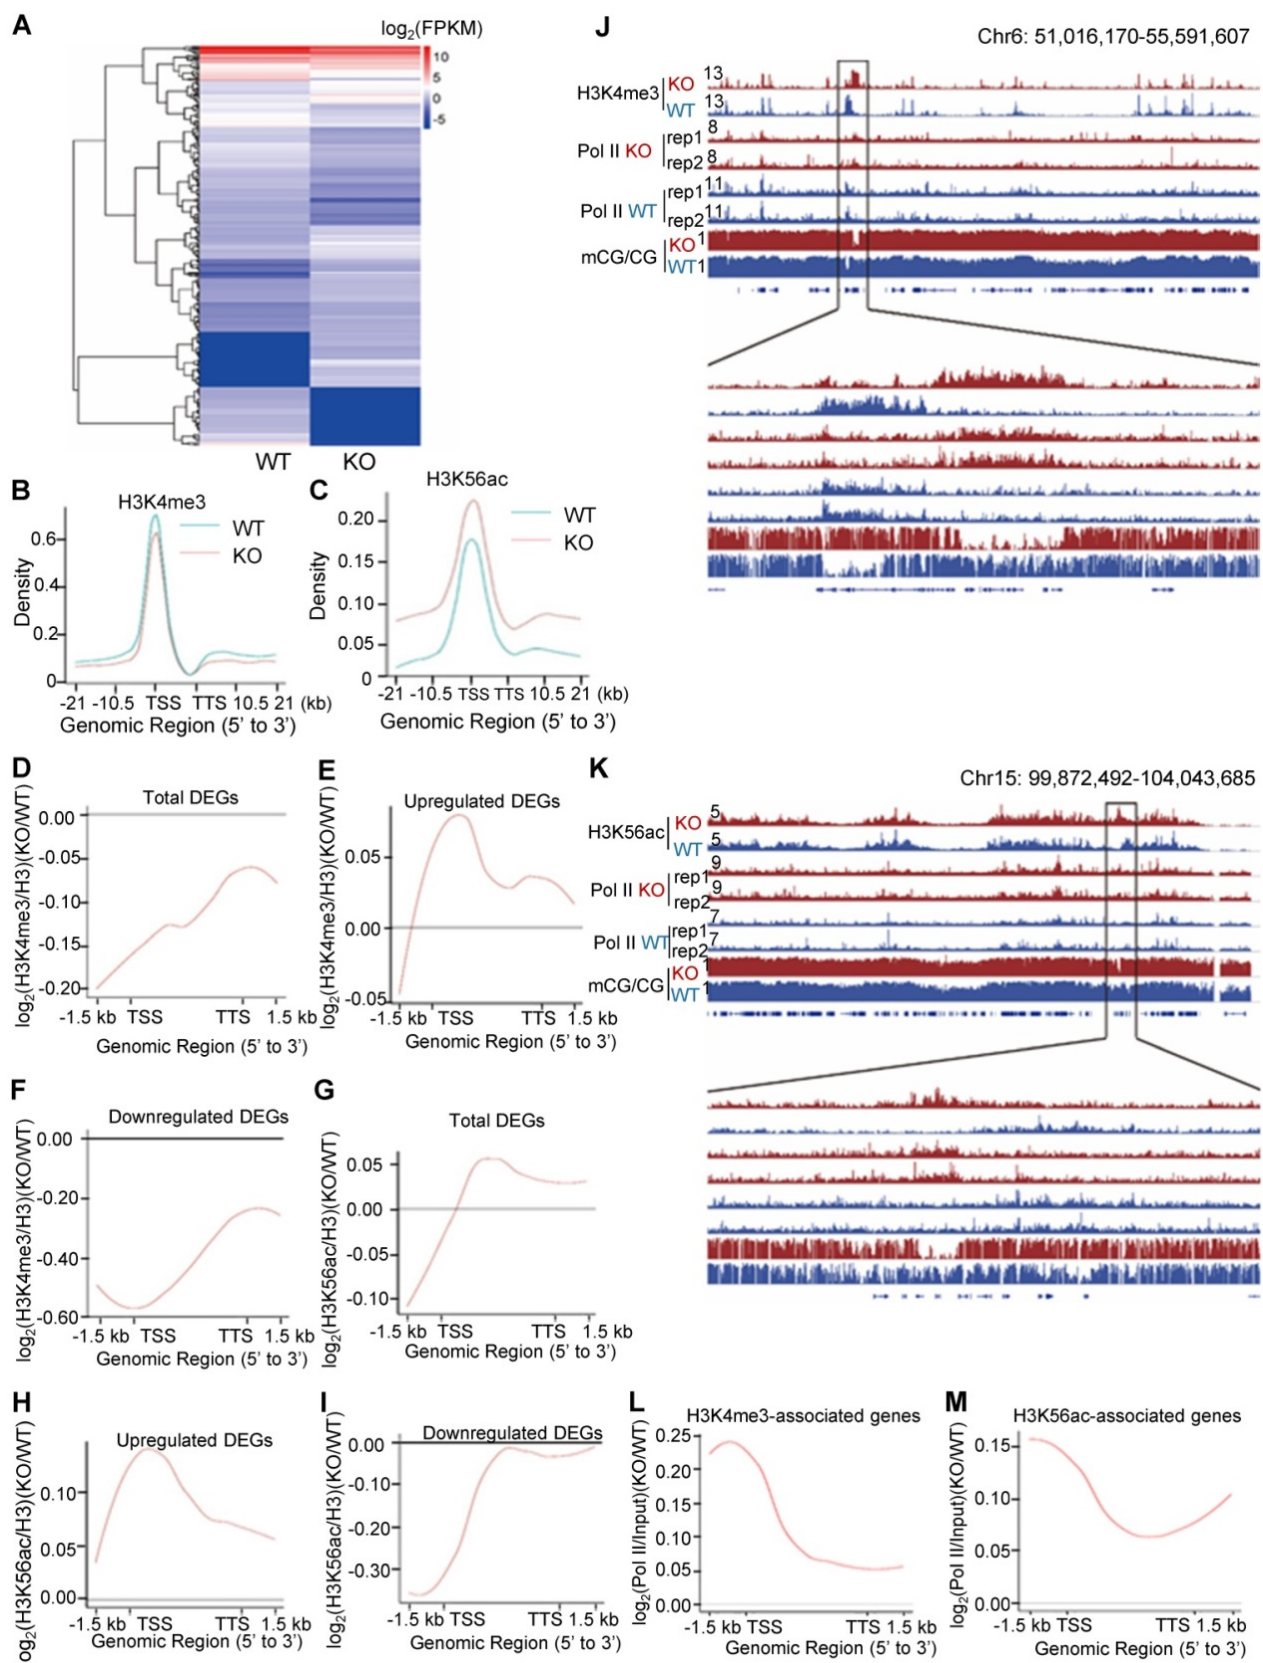 A
log2(FPKM)
10
5
0
-5
WT KO
B
H3K4me3
WT
KO
Density
0.6
0.4
0.2
0
-21 -10.5 TSS TTS 10.5 21 (kb)
Genomic Region (5' to 3')
C
H3K56ac
WT
KO
Density
0.20
0.15
0.10
0.05
0
-21 -10.5 TSS TTS 10.5 21 (kb)
Genomic Region (5' to 3')
D
Total DEGs
log2(H3K4me3/H3)(KO/WT)
0.00
-0.05
-0.10
-0.15
-0.20
-1.5 kb TSS TTS 1.5 kb
Genomic Region (5' to 3')
E
Upregulated DEGs
log2(H3K4me3/H3)(KO/WT)
0.05
0.00
-0.05
-1.5 kb TSS TTS 1.5 kb
Genomic Region (5' to 3')
F
Downregulated DEGs
log2(H3K4me3/H3)(KO/WT)
0.00
-0.20
-0.40
-0.60
-1.5 kb TSS TTS 1.5 kb
Genomic Region (5' to 3')
G
Total DEGs
log2(H3K56ac/H3)(KO/WT)
0.05
0.00
-0.05
-0.10
-1.5 kb TSS TTS 1.5 kb
Genomic Region (5' to 3')
H
Upregulated DEGs
og2(H3K56ac/H3)(KO/WT)
0.10
0.05
0.00
-1.5 kb TSS TTS 1.5 kb
Genomic Region (5' to 3')
I
Downregulated DEGs
log2(H3K56ac/H3)(KO/WT)
0.00
-0.10
-0.20
-0.30
-1.5 kb TSS TTS 1.5 kb
Genomic Region (5' to 3')
J
Chr6: 51,016,170-55,591,607
H3K4me3 KO 13
WT 13
Pol II KO rep1 8
rep2 8
Pol II WT rep1 11
rep2 11
mCG/CG KO 1
WT 1
K
Chr15: 99,872,492-104,043,685
H3K56ac KO 5
WT 5
Pol II KO rep1 9
rep2 9
Pol II WT rep1 7
rep2 7
mCG/CG KO 1
WT 1
L
H3K4me3-associated genes
log2(Pol II/Input)(KO/WT)
0.25
0.20
0.15
0.10
0.05
0.00
-1.5 kb TSS TTS 1.5 kb
Genomic Region (5' to 3')
M
H3K56ac-associated genes
log2(Pol II/Input)(KO/WT)
0.15
0.10
0.05
0.00
-1.5 kb TSS TTS 1.5 kb
Genomic Region (5' to 3')